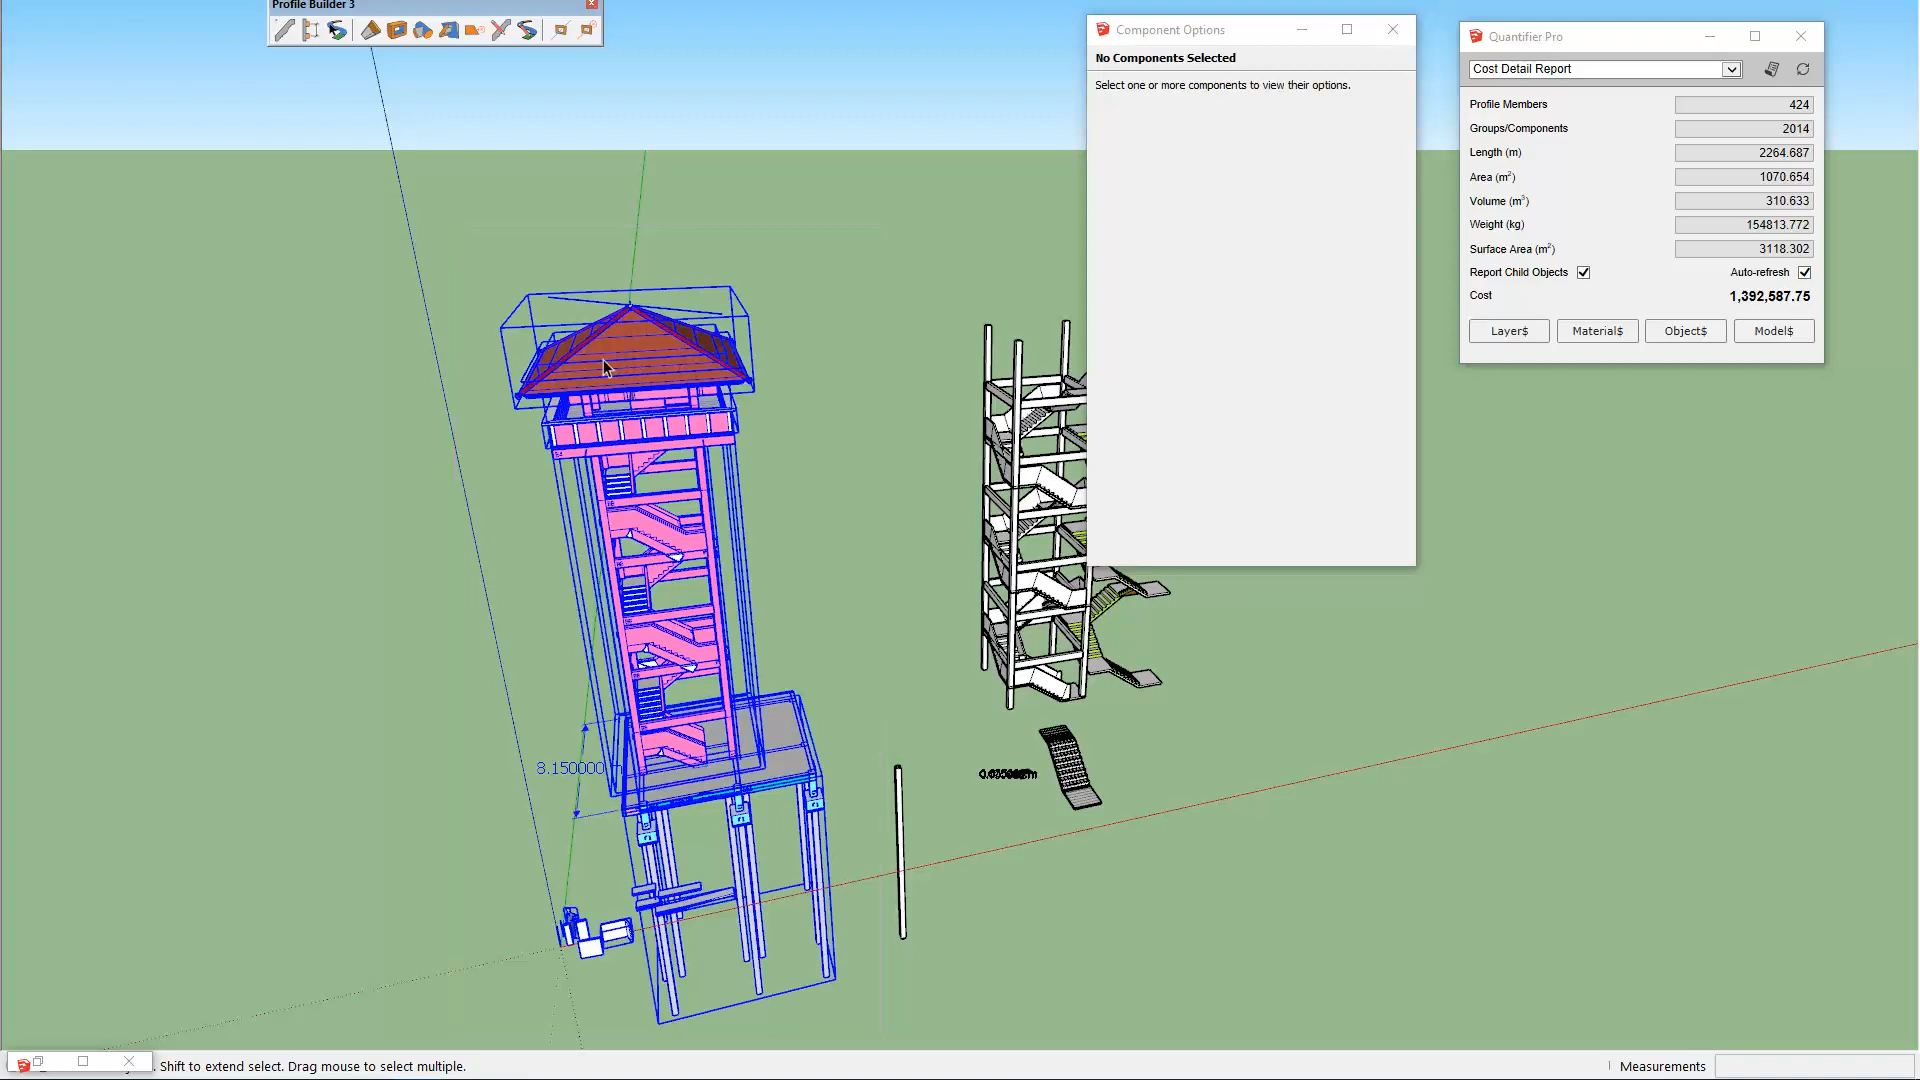 Profile Builder 3
Component Options
No Components Selected
Select one or more components to view their options.
Quantifier Pro
Cost Detail Report
Profile Members 424
Groups/Components 2014
Length (m) 2264.687
Area (m²) 1070.654
Volume (m³) 310.633
Weight (kg) 154813.772
Surface Area (m²) 3118.302
Report Child Objects Auto-refresh
Cost 1,392,587.75
Layer$ Material$ Object$ Model$
8.150000 m
. Shift to extend select. Drag mouse to select multiple.
Measurements